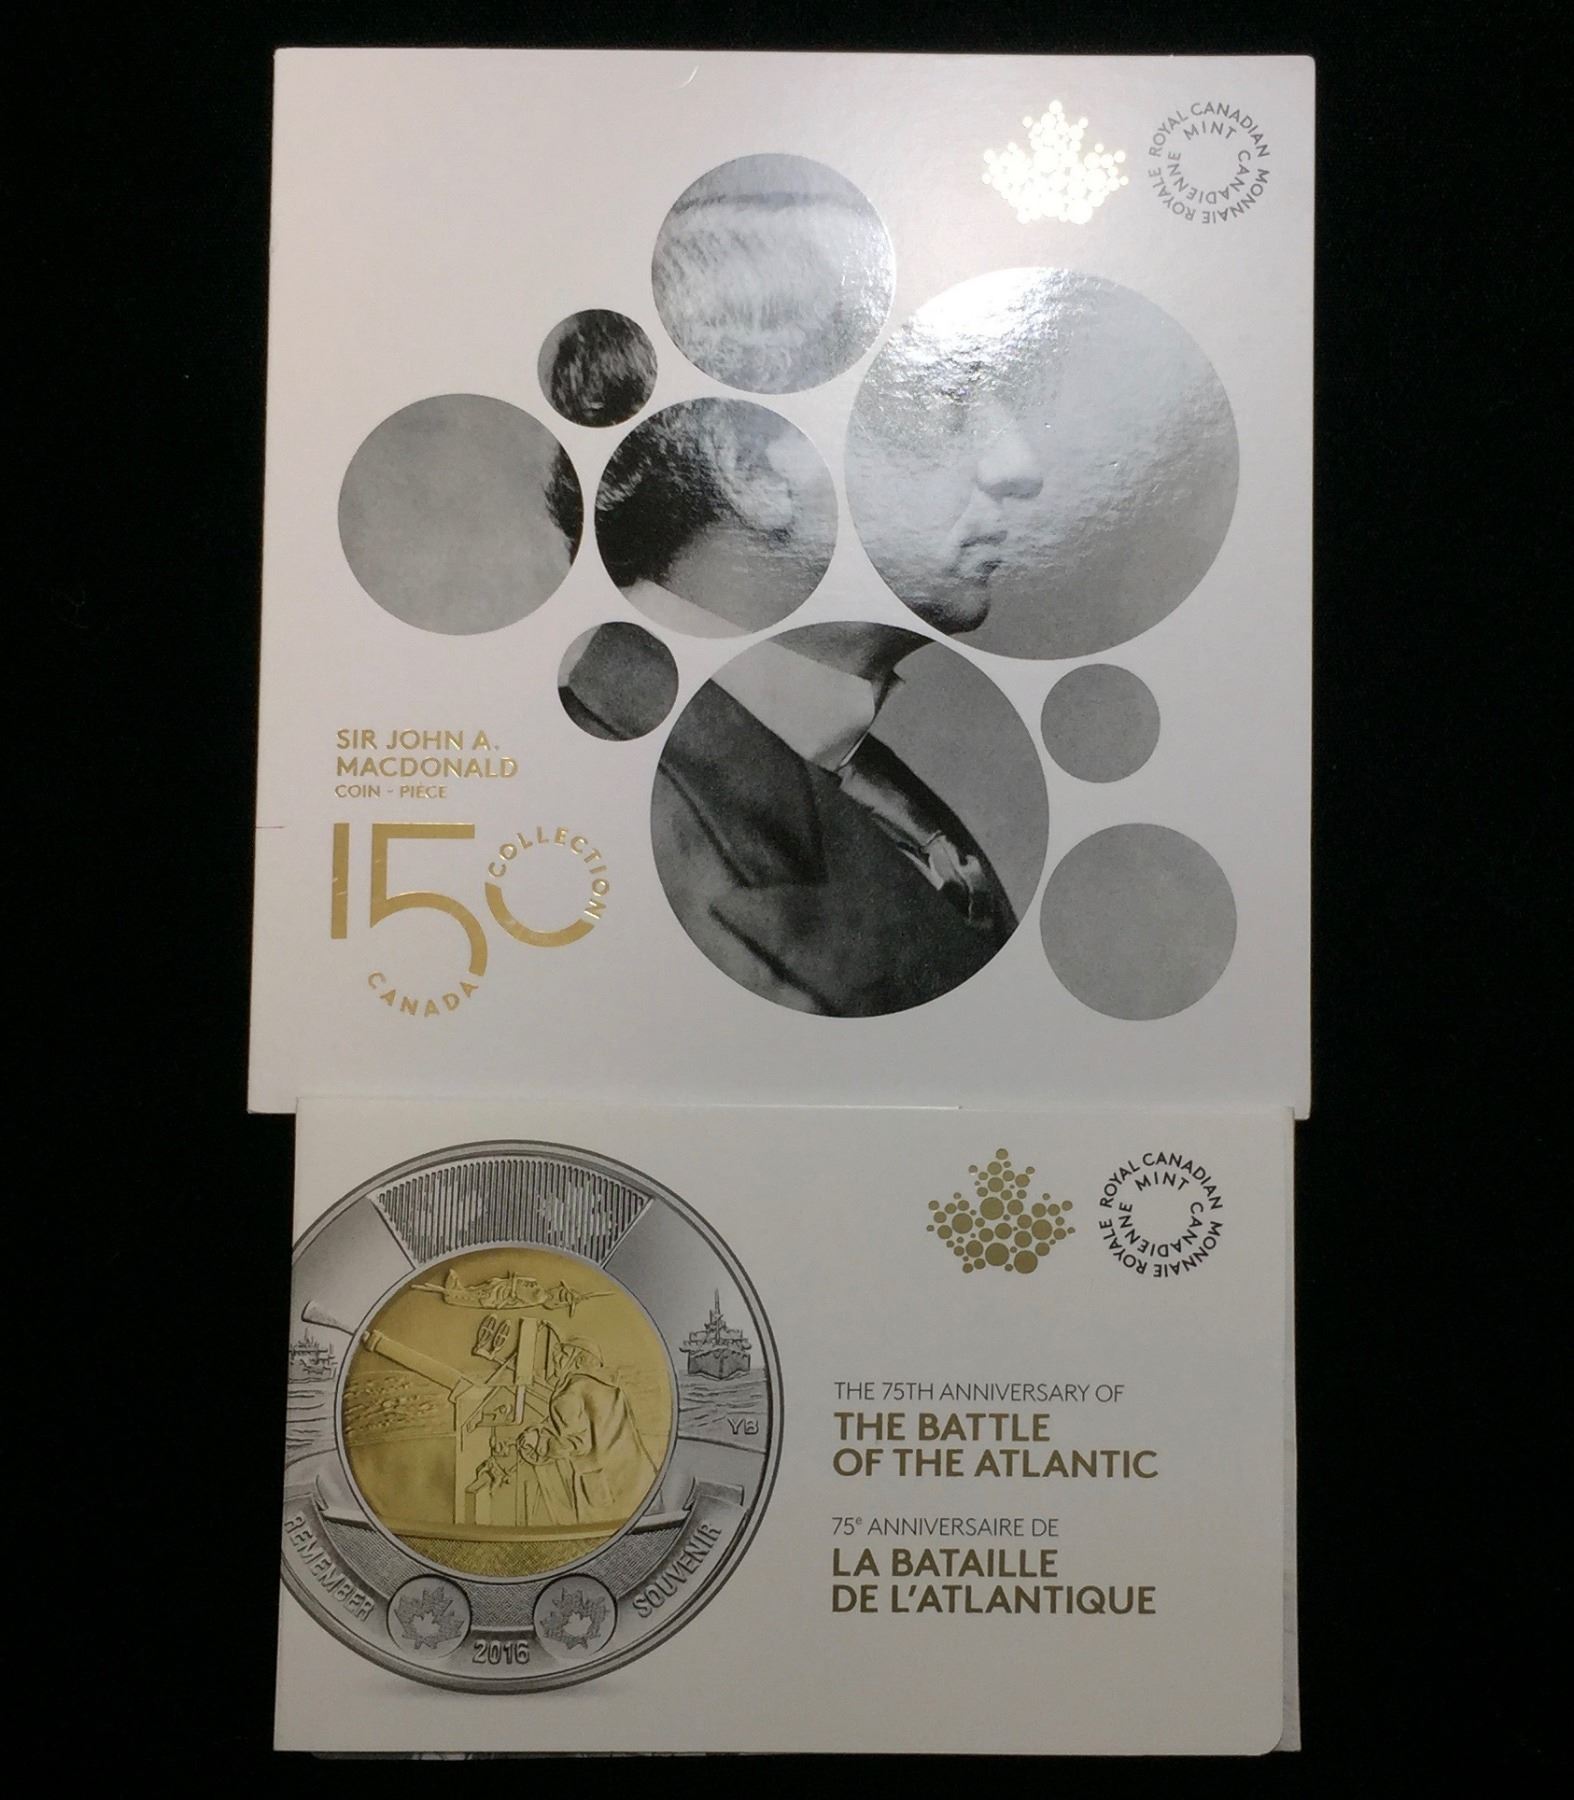 ROYAL CANADIAN MINT
MONNAIE ROYALE CANADIENNE
SIR JOHN A.
MACDONALD
COIN - PIÈCE
150
COLLECTION
CANADA
ROYAL CANADIAN MINT
MONNAIE ROYALE CANADIENNE
YB
REMEMBER
SOUVENIR
2016
THE 75TH ANNIVERSARY OF
THE BATTLE
OF THE ATLANTIC
75e ANNIVERSAIRE DE
LA BATAILLE
DE L'ATLANTIQUE